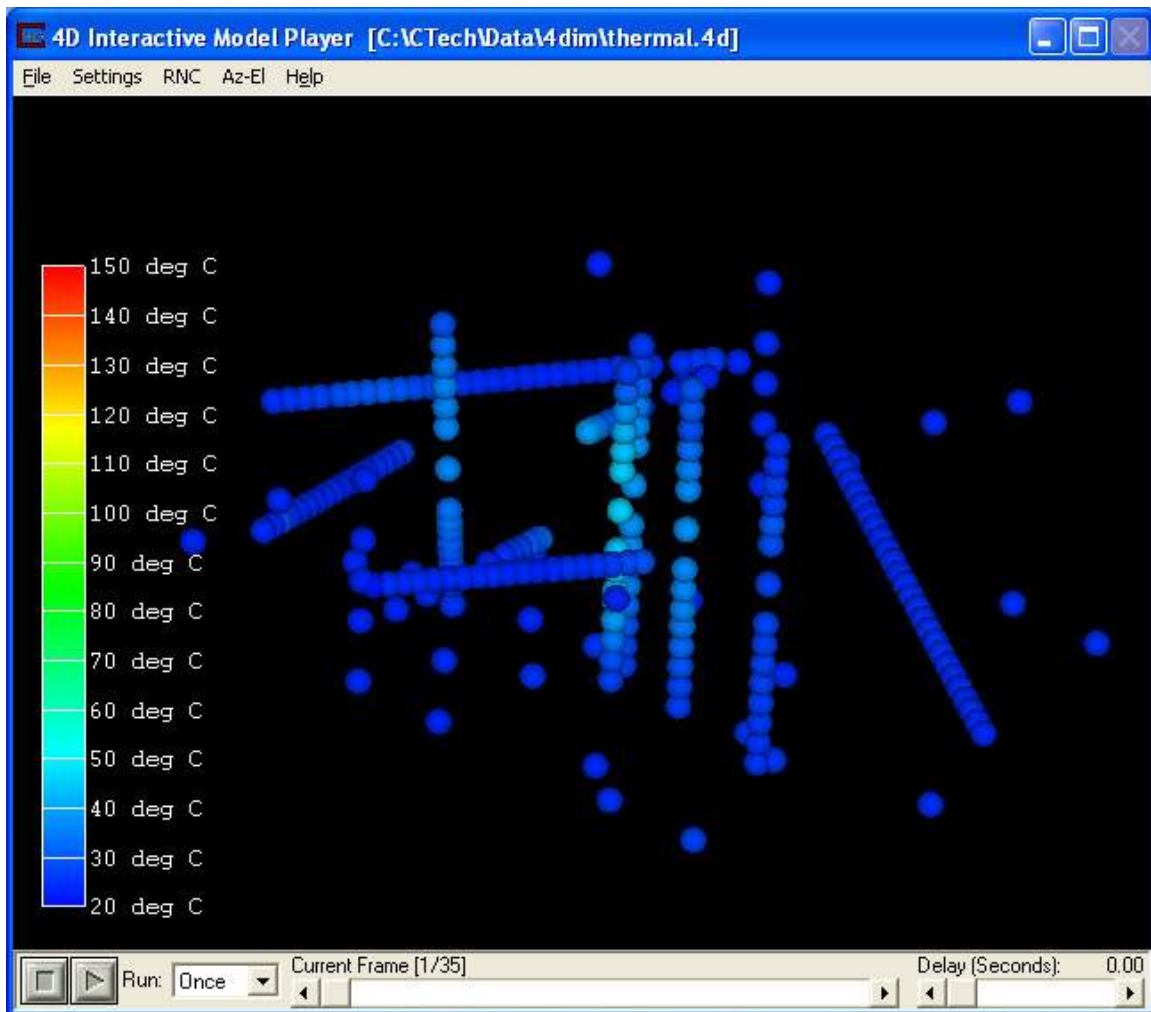 4D Interactive Model Player [C:\CTech\Data\4dim\thermal.4d]
File Settings RNC Az-El Help
150 deg C
140 deg C
130 deg C
120 deg C
110 deg C
100 deg C
90 deg C
80 deg C
70 deg C
60 deg C
50 deg C
40 deg C
30 deg C
20 deg C
Run: Once Current Frame [1/35] Delay (Seconds): 0.00